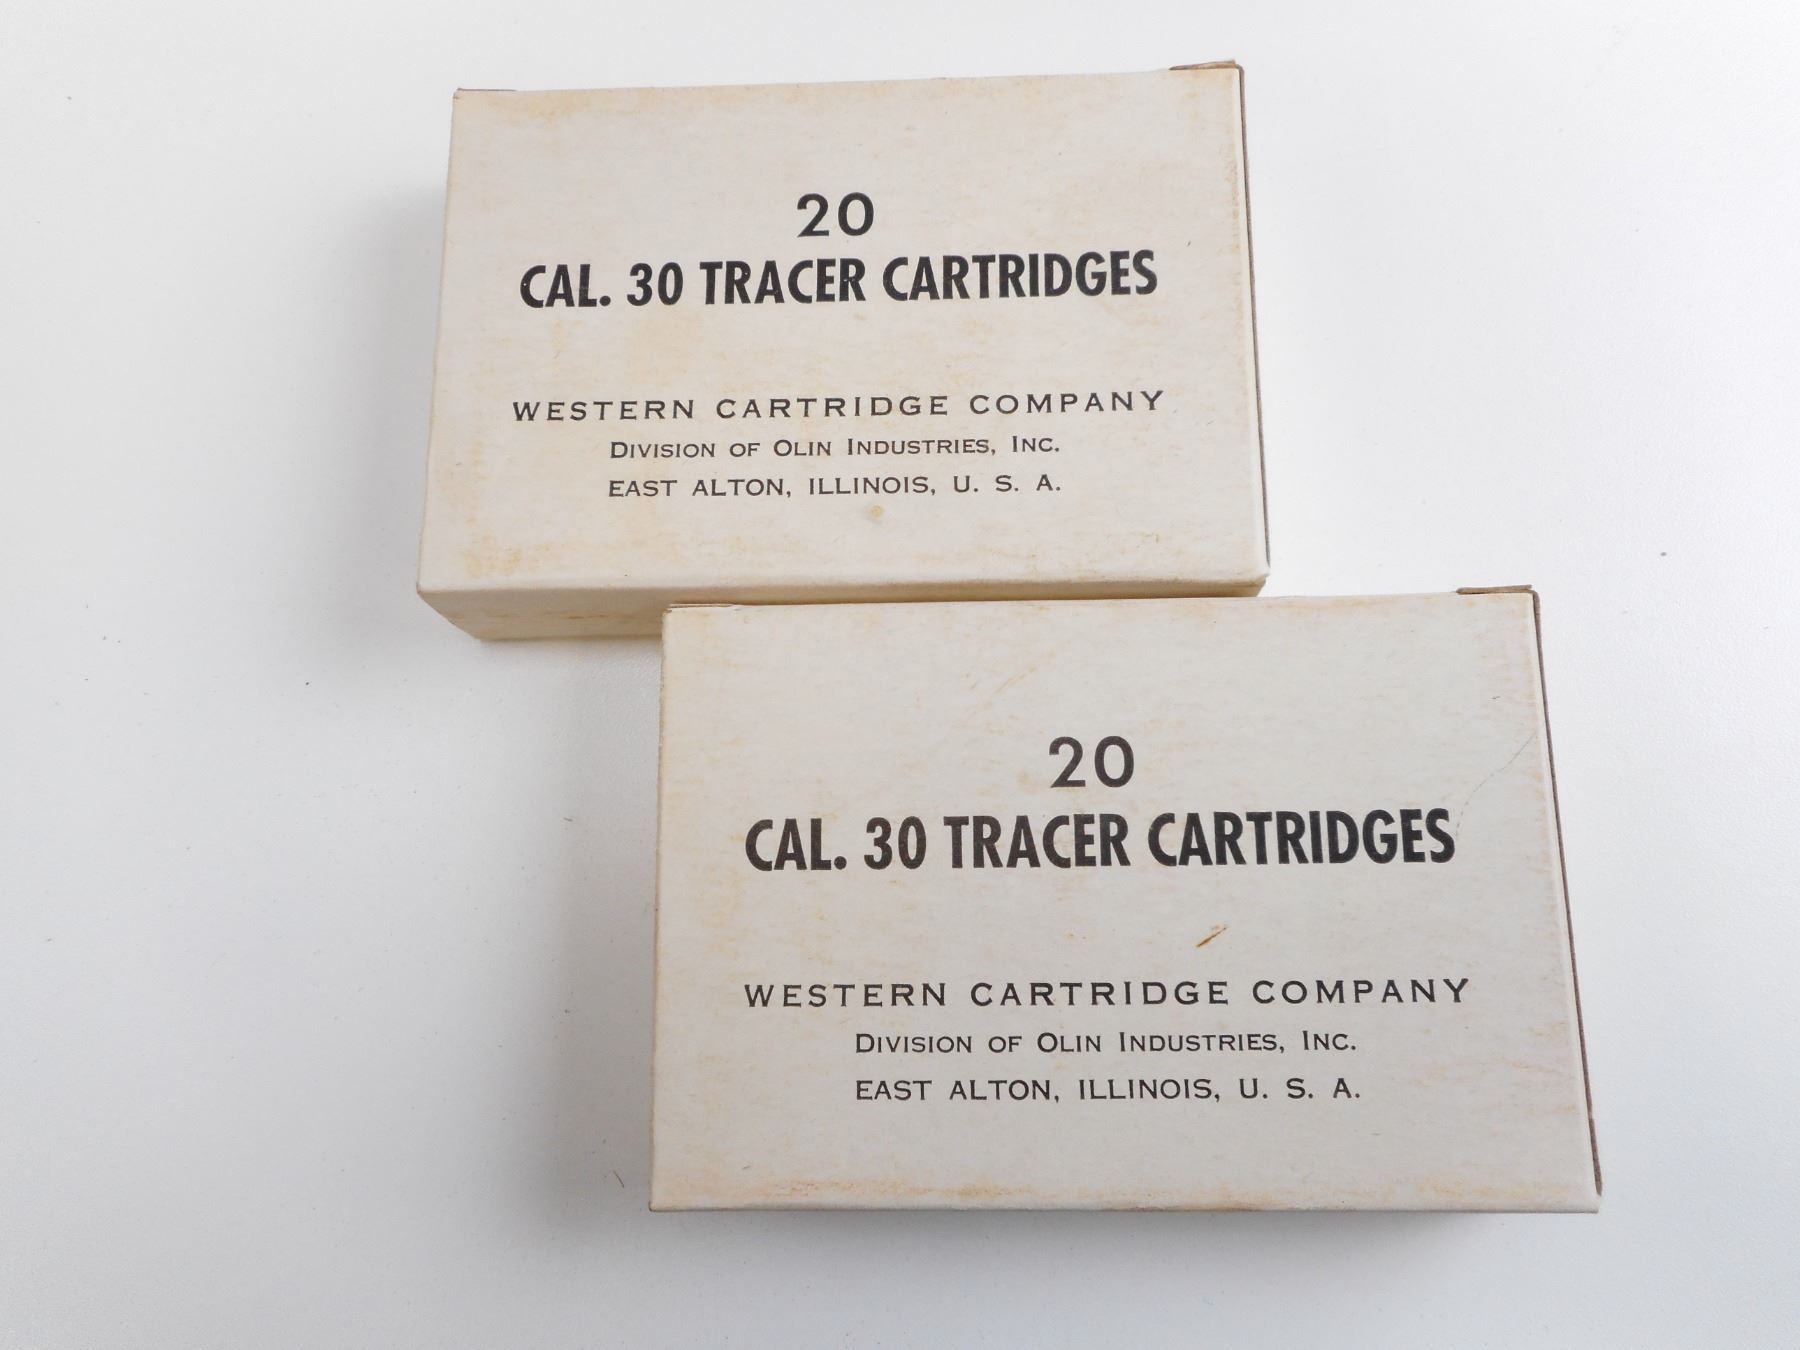 20
CAL. 30 TRACER CARTRIDGES
WESTERN CARTRIDGE COMPANY
DIVISION OF OLIN INDUSTRIES, INC.
EAST ALTON, ILLINOIS, U. S. A.
20
CAL. 30 TRACER CARTRIDGES
WESTERN CARTRIDGE COMPANY
DIVISION OF OLIN INDUSTRIES, INC.
EAST ALTON, ILLINOIS, U. S. A.